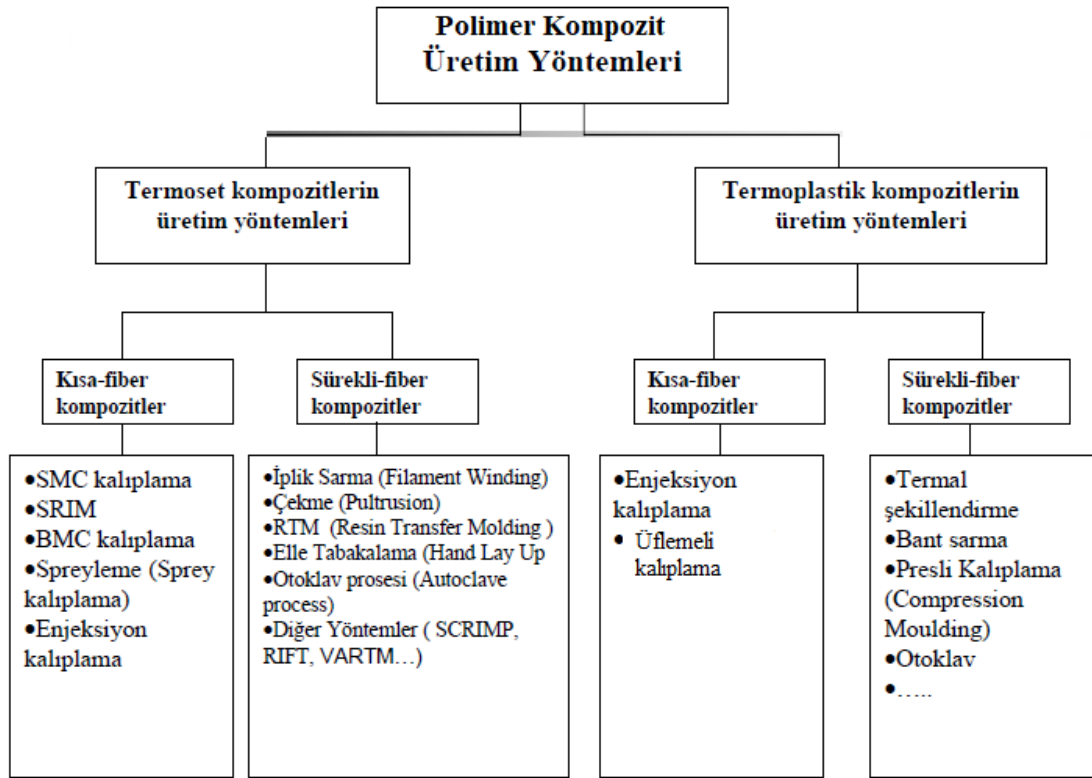 Polimer Kompozit
Üretim Yöntemleri
Termoset kompozitlerin
üretim yöntemleri
Termoplastik kompozitlerin
üretim yöntemleri
Kısa-fiber
kompozitler
Sürekli-fiber
kompozitler
Kısa-fiber
kompozitler
Sürekli-fiber
kompozitler
•SMC kalıplama
•SRIM
•BMC kalıplama
•Spreyleme (Sprey
kalıplama)
•Enjeksiyon
kalıplama
•İplik Sarma (Filament Winding)
•Çekme (Pultrusion)
•RTM (Resin Transfer Molding )
•Elle Tabakalama (Hand Lay Up
•Otoklav prosesi (Autoclave
process)
•Diğer Yöntemler ( SCRIMP,
RIFT, VARTM…)
•Enjeksiyon
kalıplama
• Üflemeli
kalıplama
•Termal
şekillendirme
•Bant sarma
•Presli Kalıplama
(Compression
Moulding)
•Otoklav
•…..